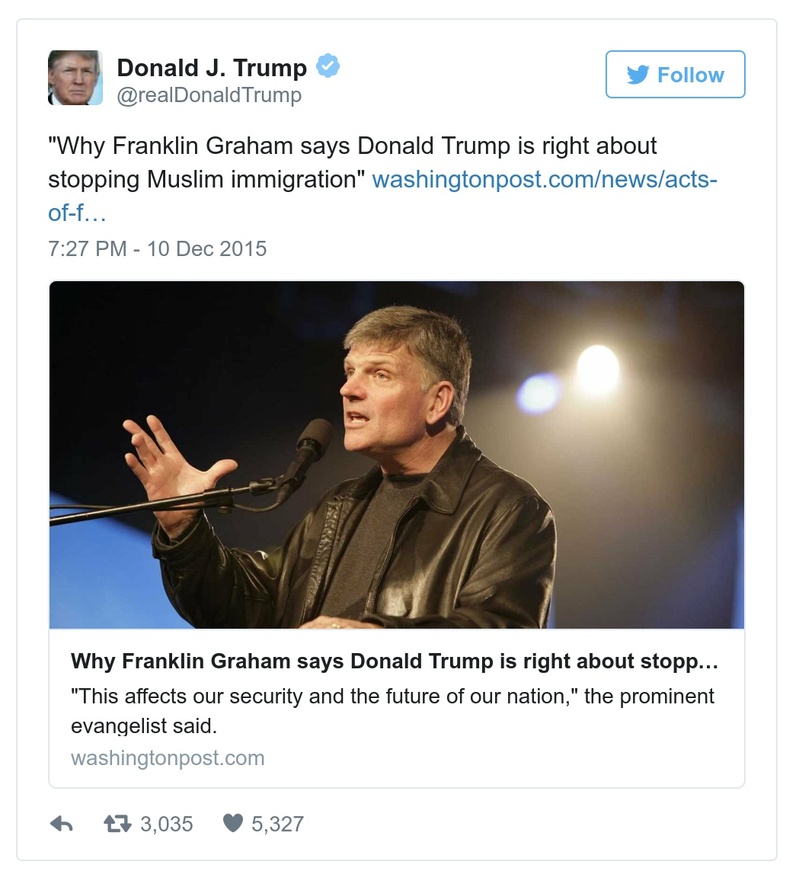 Donald J. Trump
@realDonaldTrump
Follow
"Why Franklin Graham says Donald Trump is right about
stopping Muslim immigration" washingtonpost.com/news/acts-
of-f…
7:27 PM - 10 Dec 2015
Why Franklin Graham says Donald Trump is right about stopp…
"This affects our security and the future of our nation," the prominent
evangelist said.
washingtonpost.com
3,035 5,327